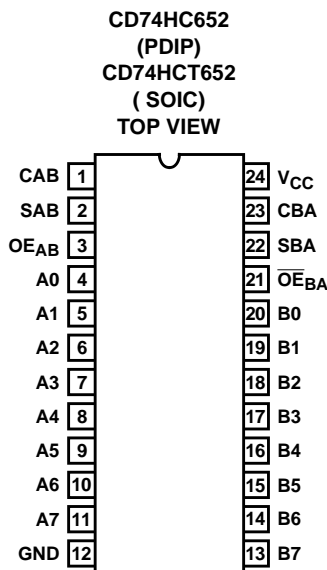 CD74HC652
(PDIP)
CD74HCT652
( SOIC)
TOP VIEW
CAB 1 24 VCC
SAB 2 23 CBA
OEAB 3 22 SBA
A0 4 21 O̅E̅BA
A1 5 20 B0
A2 6 19 B1
A3 7 18 B2
A4 8 17 B3
A5 9 16 B4
A6 10 15 B5
A7 11 14 B6
GND 12 13 B7